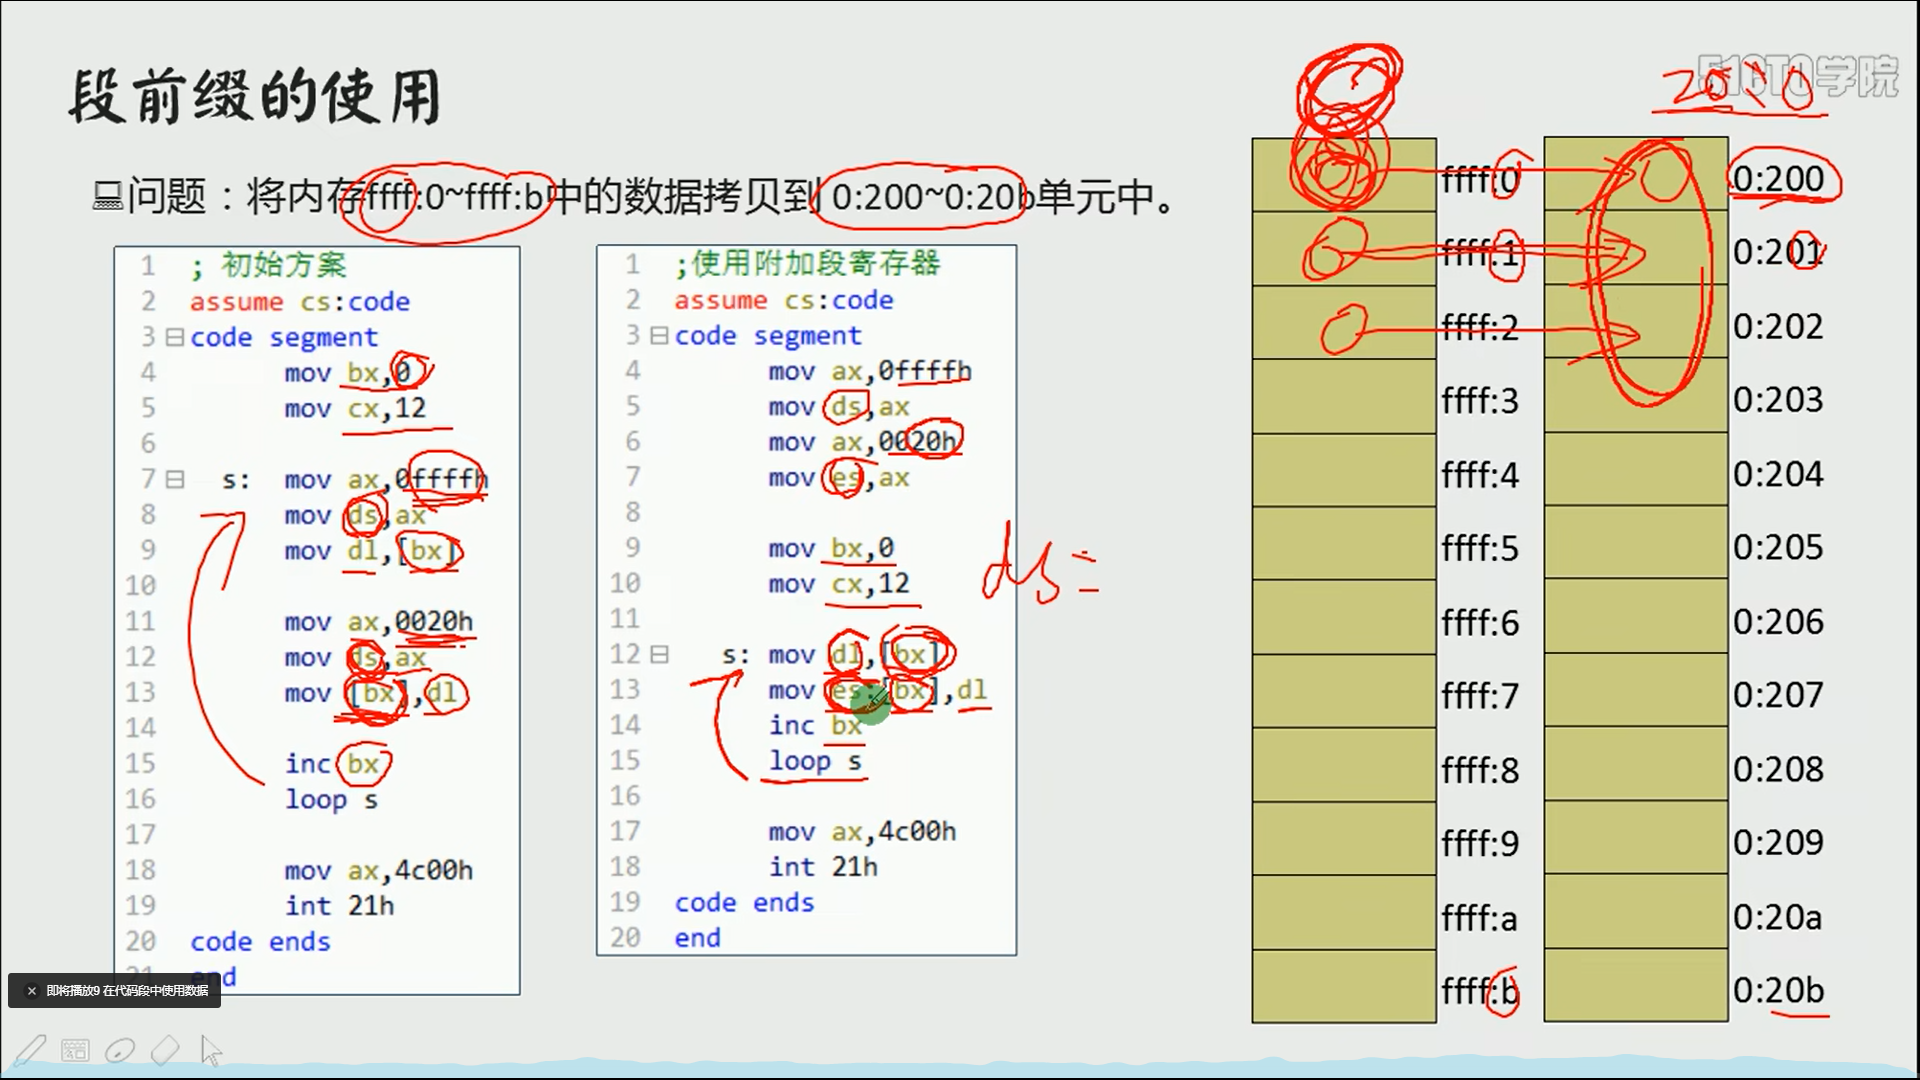 段前缀的使用
51CTO学院
20\0
问题：将内存ffff:0~ffff:b中的数据拷贝到 0:200~0:20b单元中。
1 ; 初始方案
2 assume cs:code
3 code segment
4 mov bx,0
5 mov cx,12
6
7 s: mov ax,0ffffh
8 mov ds,ax
9 mov dl,[bx]
10
11 mov ax,0020h
12 mov ds,ax
13 mov [bx],dl
14
15 inc bx
16 loop s
17
18 mov ax,4c00h
19 int 21h
20 code ends
21 end
1 ;使用附加段寄存器
2 assume cs:code
3 code segment
4 mov ax,0ffffh
5 mov ds,ax
6 mov ax,0020h
7 mov es,ax
8
9 mov bx,0
10 mov cx,12
11
12 s: mov dl,[bx]
13 mov es:[bx],dl
14 inc bx
15 loop s
16
17 mov ax,4c00h
18 int 21h
19 code ends
20 end
ds=
ffff:0 0:200
ffff:1 0:201
ffff:2 0:202
ffff:3 0:203
ffff:4 0:204
ffff:5 0:205
ffff:6 0:206
ffff:7 0:207
ffff:8 0:208
ffff:9 0:209
ffff:a 0:20a
ffff:b 0:20b
× 即将播放9 在代码段中使用数据